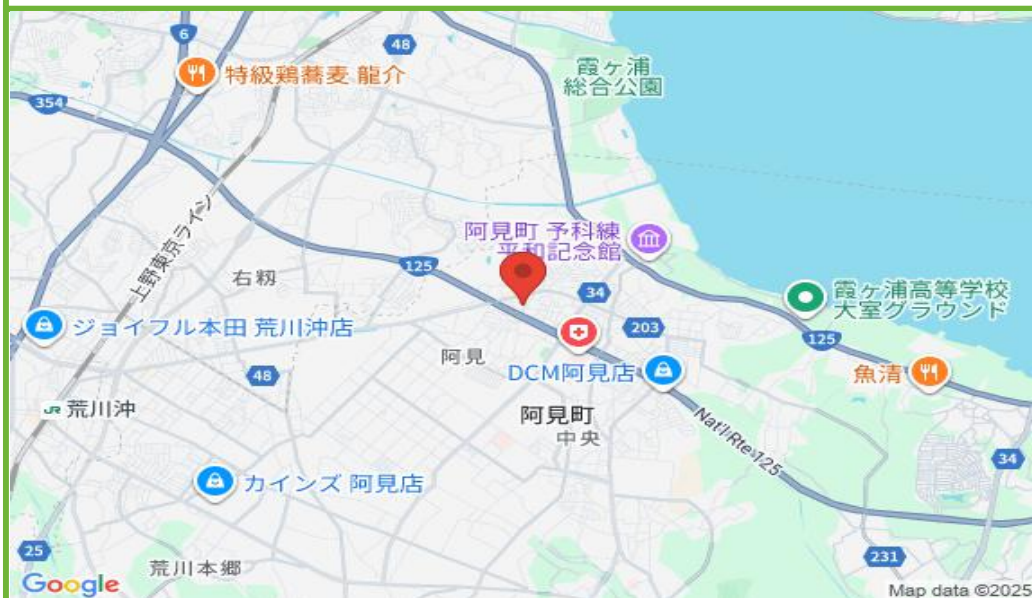 6
48
霞ヶ浦
総合公園
特級鶏蕎麦 龍介
354
上野東京ライン
阿見町 予科練
平和記念館
125
右籾
34
霞ヶ浦高等学校
大室グラウンド
ジョイフル本田 荒川沖店
203
125
阿見
48
DCM阿見店
魚清
JR 荒川沖
阿見町
中央
Nat'l Rte 125
34
カインズ 阿見店
25
荒川本郷
231
Google
Map data ©2025